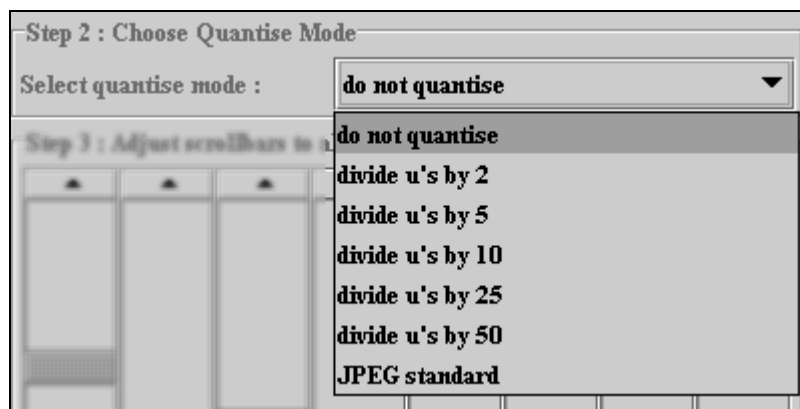 Step 2 : Choose Quantise Mode
Select quantise mode :
do not quantise
Step 3 : Adjust scrollbars to
do not quantise
divide u's by 2
divide u's by 5
divide u's by 10
divide u's by 25
divide u's by 50
JPEG standard